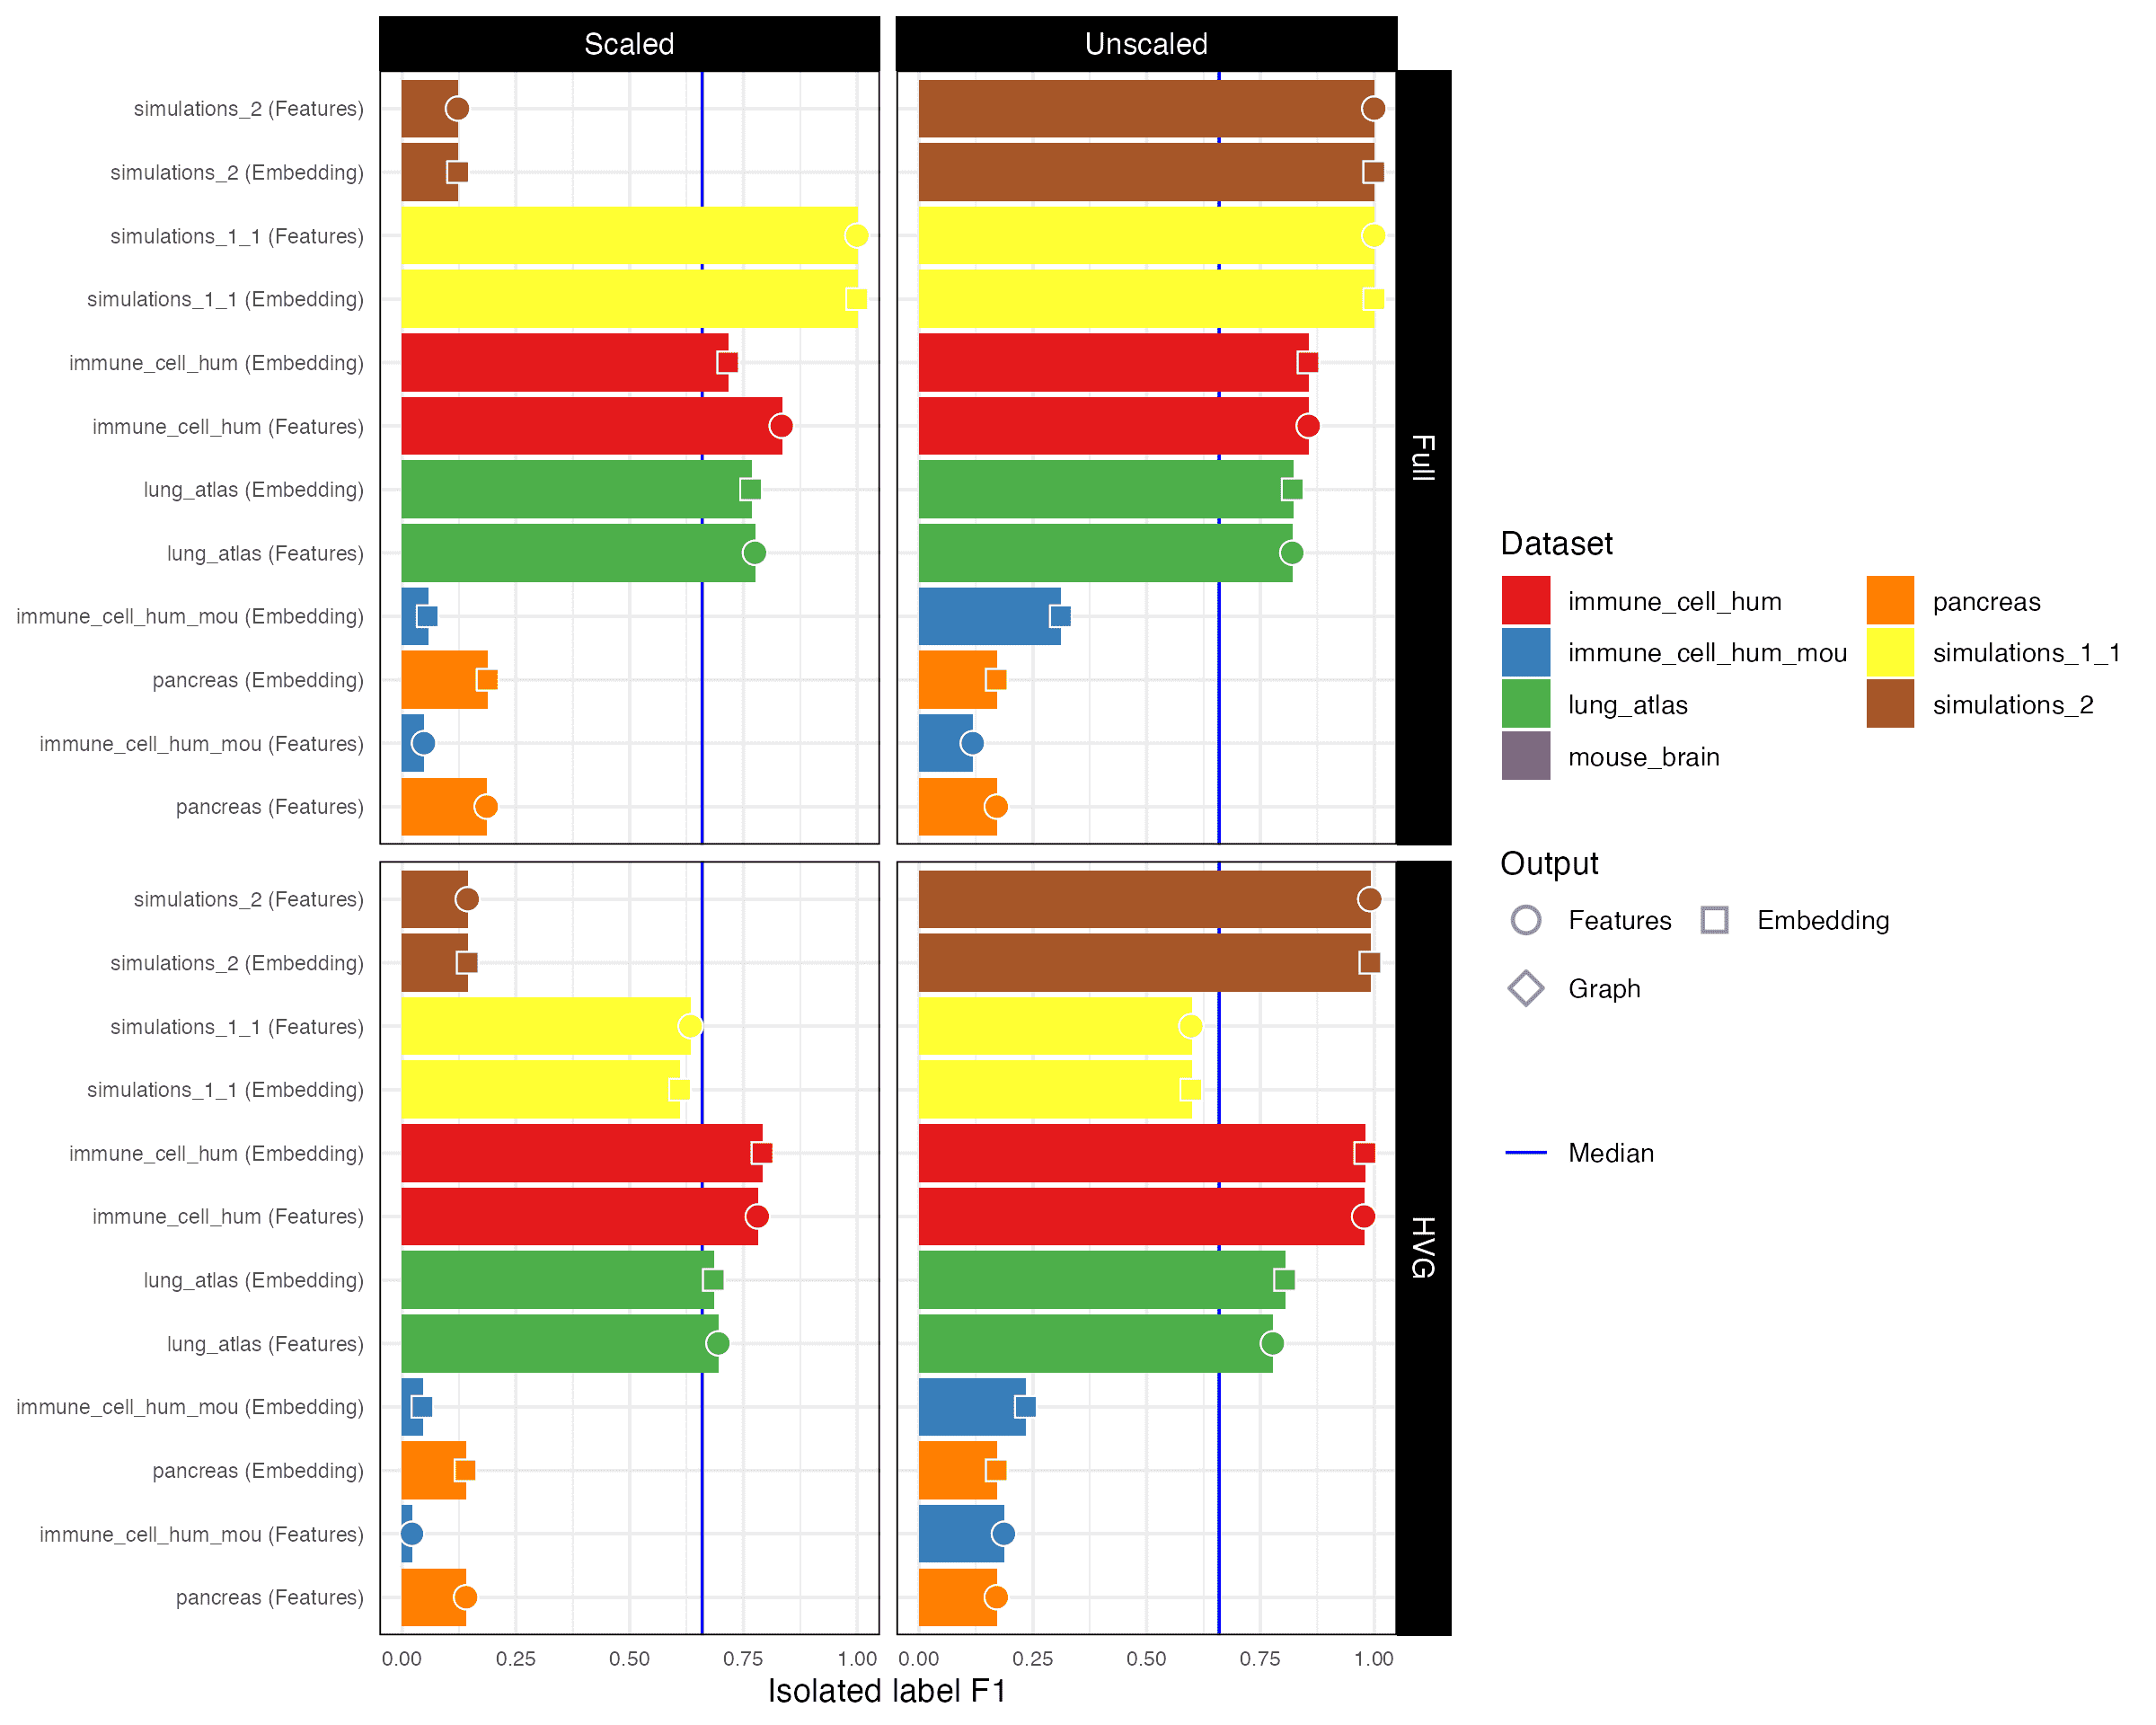 Scaled
Unscaled
simulations_2 (Features)
simulations_2 (Embedding)
simulations_1_1 (Features)
simulations_1_1 (Embedding)
immune_cell_hum (Embedding)
immune_cell_hum (Features)
lung_atlas (Embedding)
lung_atlas (Features)
immune_cell_hum_mou (Embedding)
pancreas (Embedding)
immune_cell_hum_mou (Features)
pancreas (Features)
Full
simulations_2 (Features)
simulations_2 (Embedding)
simulations_1_1 (Features)
simulations_1_1 (Embedding)
immune_cell_hum (Embedding)
immune_cell_hum (Features)
lung_atlas (Embedding)
lung_atlas (Features)
immune_cell_hum_mou (Embedding)
pancreas (Embedding)
immune_cell_hum_mou (Features)
pancreas (Features)
HVG
0.00 0.25 0.50 0.75 1.00 0.00 0.25 0.50 0.75 1.00
Isolated label F1
Dataset
immune_cell_hum
immune_cell_hum_mou
lung_atlas
mouse_brain
pancreas
simulations_1_1
simulations_2
Output
Features Embedding
Graph
Median